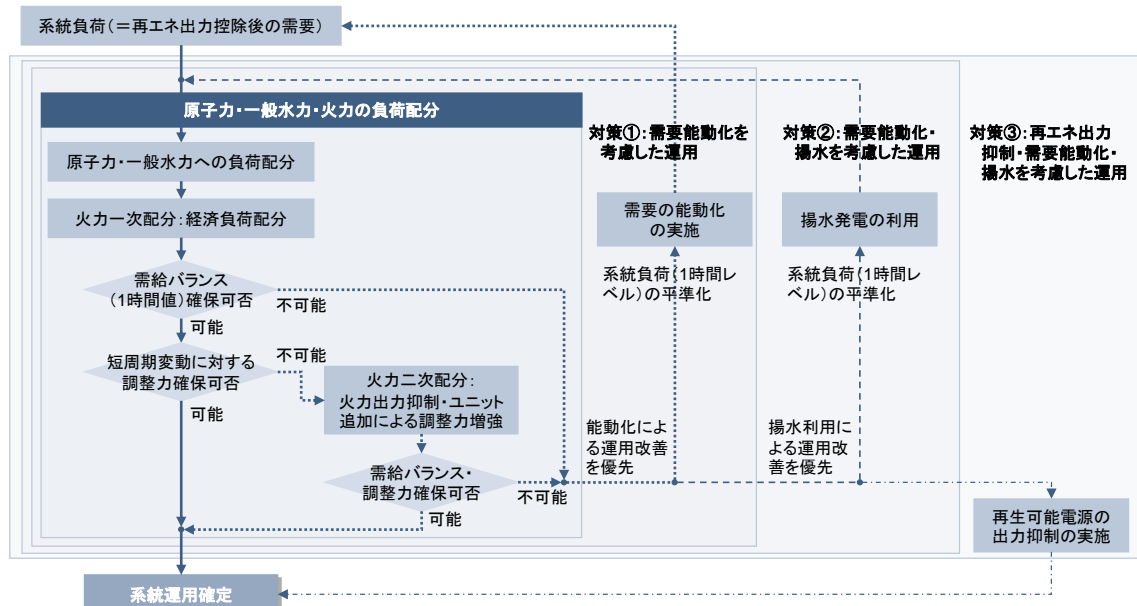 系統負荷(＝再エネ出力控除後の需要)
原子力・一般水力・火力の負荷配分
原子力・一般水力への負荷配分
火力一次配分：経済負荷配分
需給バランス
(1時間値)確保可否
不可能
可能
短周期変動に対する
調整力確保可否
不可能
可能
火力二次配分：
火力出力抑制・ユニット
追加による調整力増強
需給バランス・
調整力確保可否
不可能
可能
対策①：需要能動化を
考慮した運用
需要の能動化
の実施
系統負荷(1時間レ
ベル)の平準化
能動化によ
る運用改善
を優先
対策②：需要能動化・
揚水を考慮した運用
揚水発電の利用
系統負荷(1時間レ
ベル)の平準化
揚水利用に
よる運用改
善を優先
対策③：再エネ出力
抑制・需要能動化・
揚水を考慮した運用
再生可能電源の
出力抑制の実施
系統運用確定